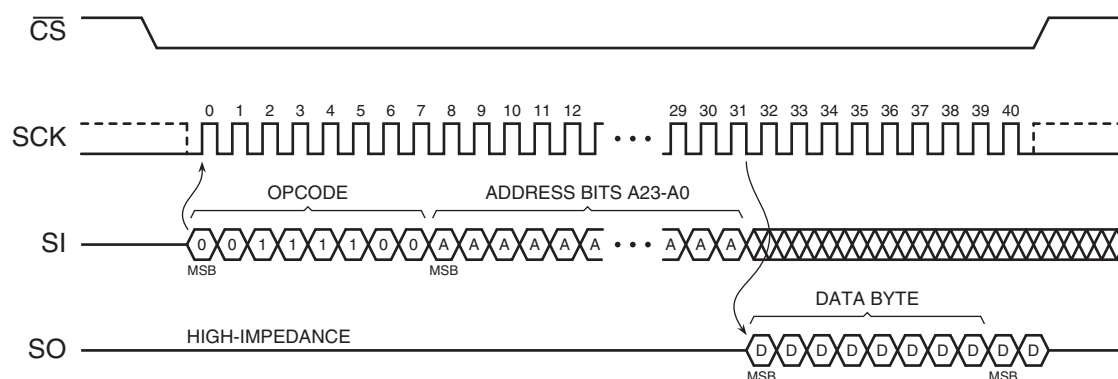 CS
0 1 2 3 4 5 6 7 8 9 10 11 12 29 30 31 32 33 34 35 36 37 38 39 40
SCK
OPCODE ADDRESS BITS A23-A0
SI 0 0 1 1 1 1 0 0 A A A A A A A A A
MSB MSB
DATA BYTE
HIGH-IMPEDANCE
SO D D D D D D D D D D
MSB MSB